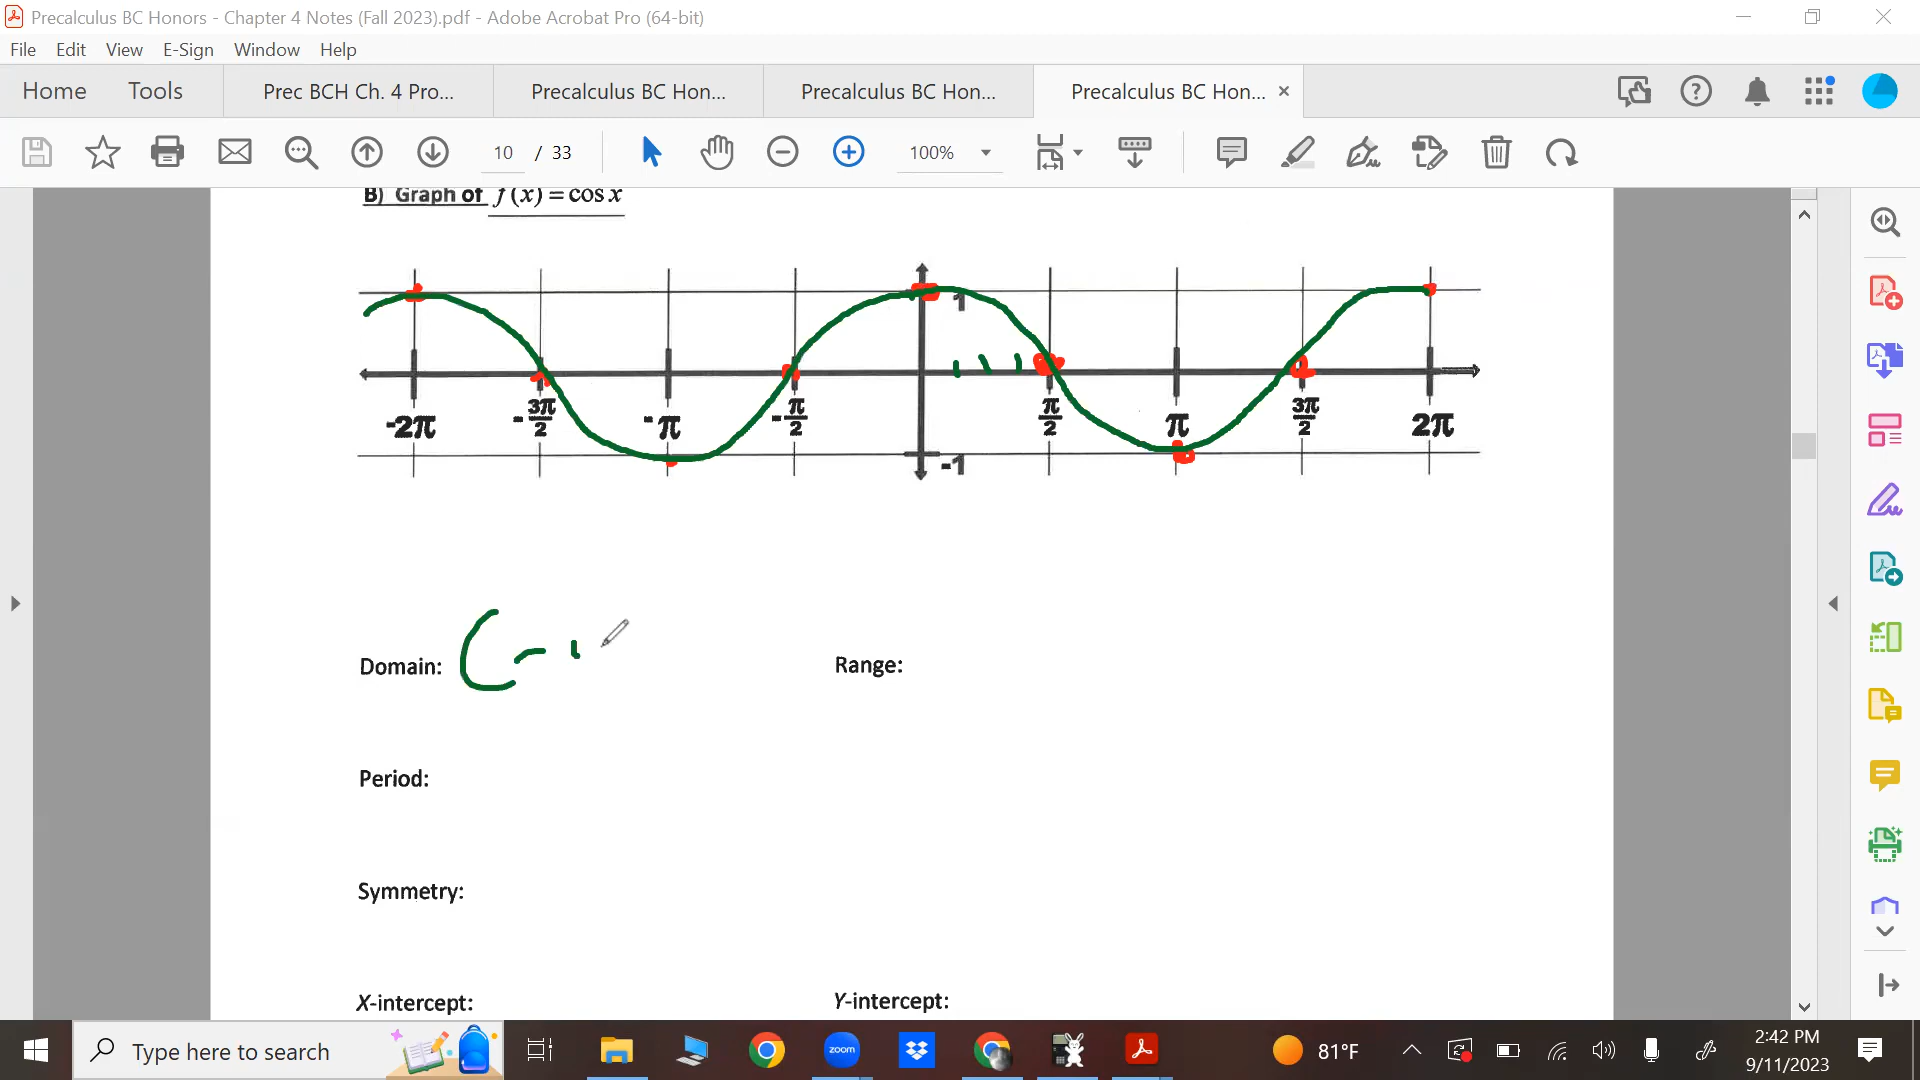 Precalculus BC Honors - Chapter 4 Notes (Fall 2023).pdf - Adobe Acrobat Pro (64-bit)
File Edit View E-Sign Window Help
Home Tools Prec BCH Ch. 4 Pro... Precalculus BC Hon... Precalculus BC Hon... Precalculus BC Hon... ×
10 / 33 100%
B) Graph of f(x) = cos x
1
-2π -3π/2 -π -π/2 π/2 π 3π/2 2π
-1
Domain: (- Range:
Period:
Symmetry:
X-intercept: Y-intercept:
Type here to search zoom 81°F 2:42 PM
9/11/2023